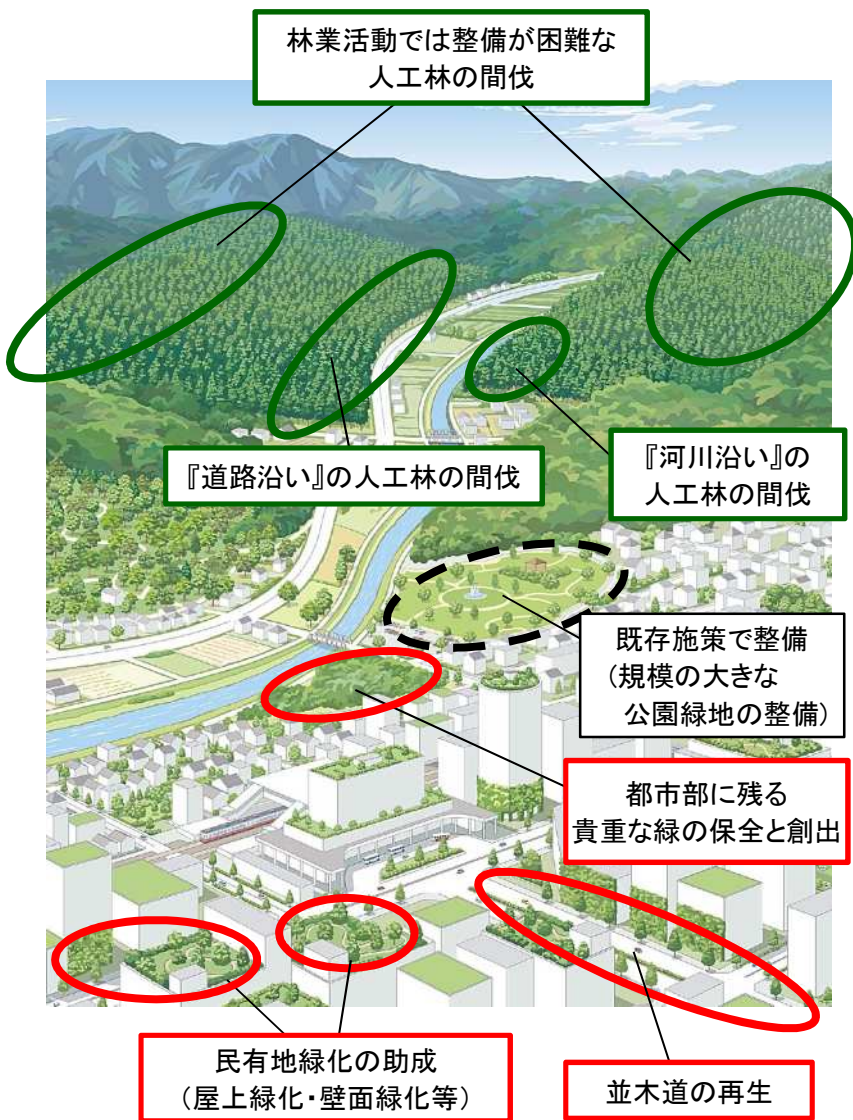 林業活動では整備が困難な
人工林の間伐
『道路沿い』の人工林の間伐
『河川沿い』の
人工林の間伐
既存施策で整備
(規模の大きな
公園緑地の整備)
都市部に残る
貴重な緑の保全と創出
民有地緑化の助成
(屋上緑化・壁面緑化等)
並木道の再生